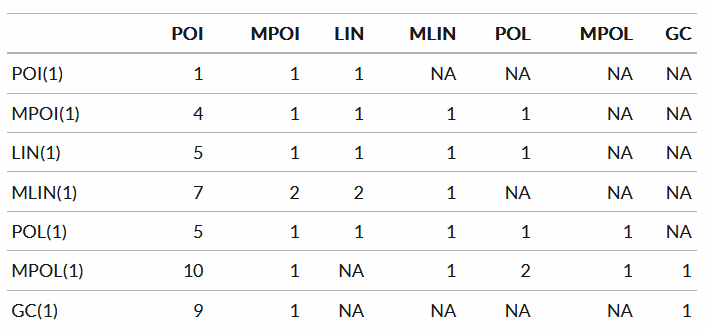 POI MPOI LIN MLIN POL MPOL GC
POI(1) 1 1 1 NA NA NA NA
MPOI(1) 4 1 1 1 1 NA NA
LIN(1) 5 1 1 1 1 NA NA
MLIN(1) 7 2 2 1 NA NA NA
POL(1) 5 1 1 1 1 1 NA
MPOL(1) 10 1 NA 1 2 1 1
GC(1) 9 1 NA NA NA NA 1